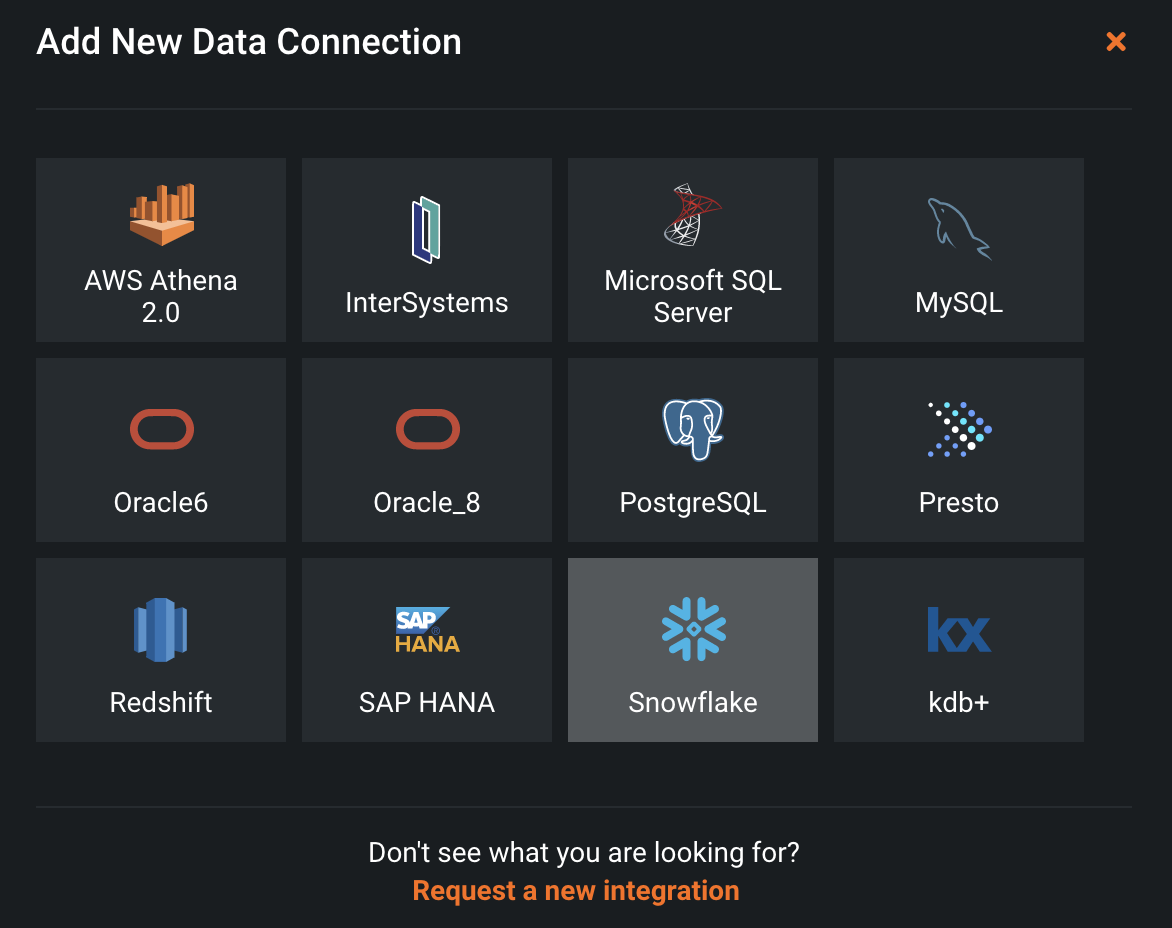 Add New Data Connection
AWS Athena
2.0
InterSystems
Microsoft SQL
Server
MySQL
Oracle6
Oracle_8
PostgreSQL
Presto
Redshift
SAP
HANA
SAP HANA
Snowflake
kx
kdb+
Don't see what you are looking for?
Request a new integration